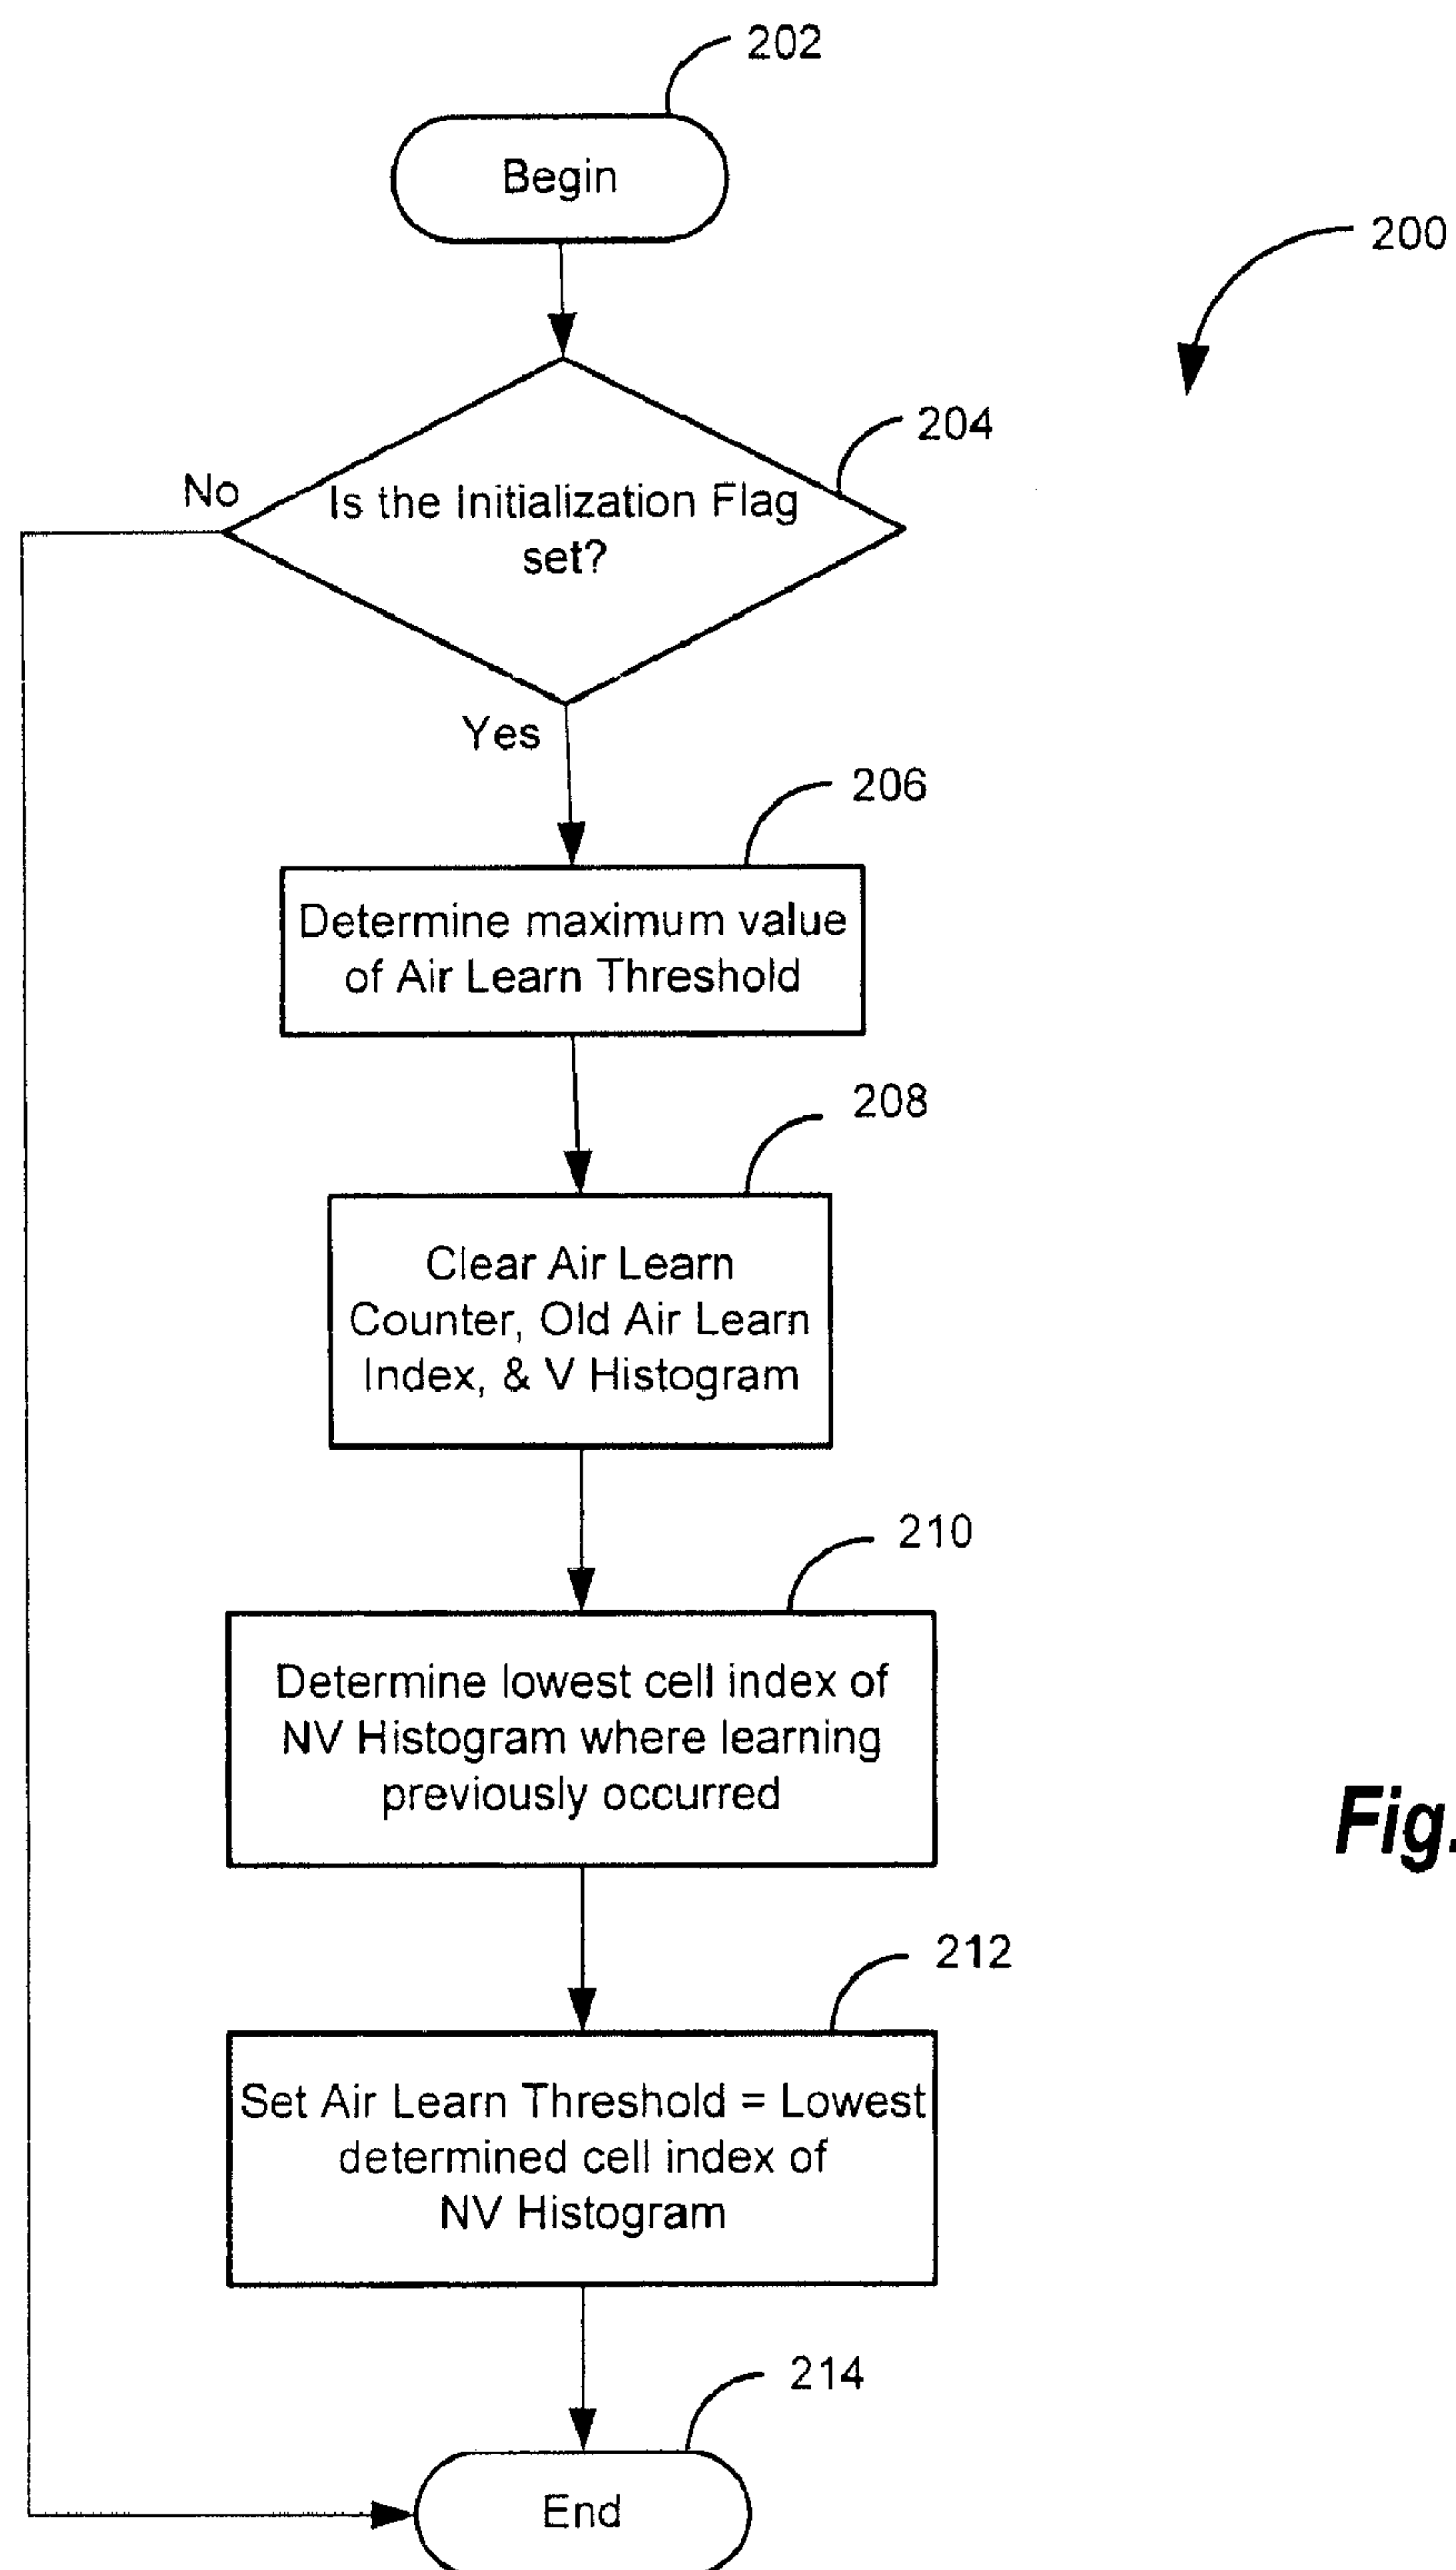 202
Begin
200
204
No
Is the Initialization Flag
set?
Yes
206
Determine maximum value
of Air Learn Threshold
208
Clear Air Learn
Counter, Old Air Learn
Index, & V Histogram
210
Determine lowest cell index of
NV Histogram where learning
previously occurred
Fig.
212
Set Air Learn Threshold = Lowest
determined cell index of
NV Histogram
214
End